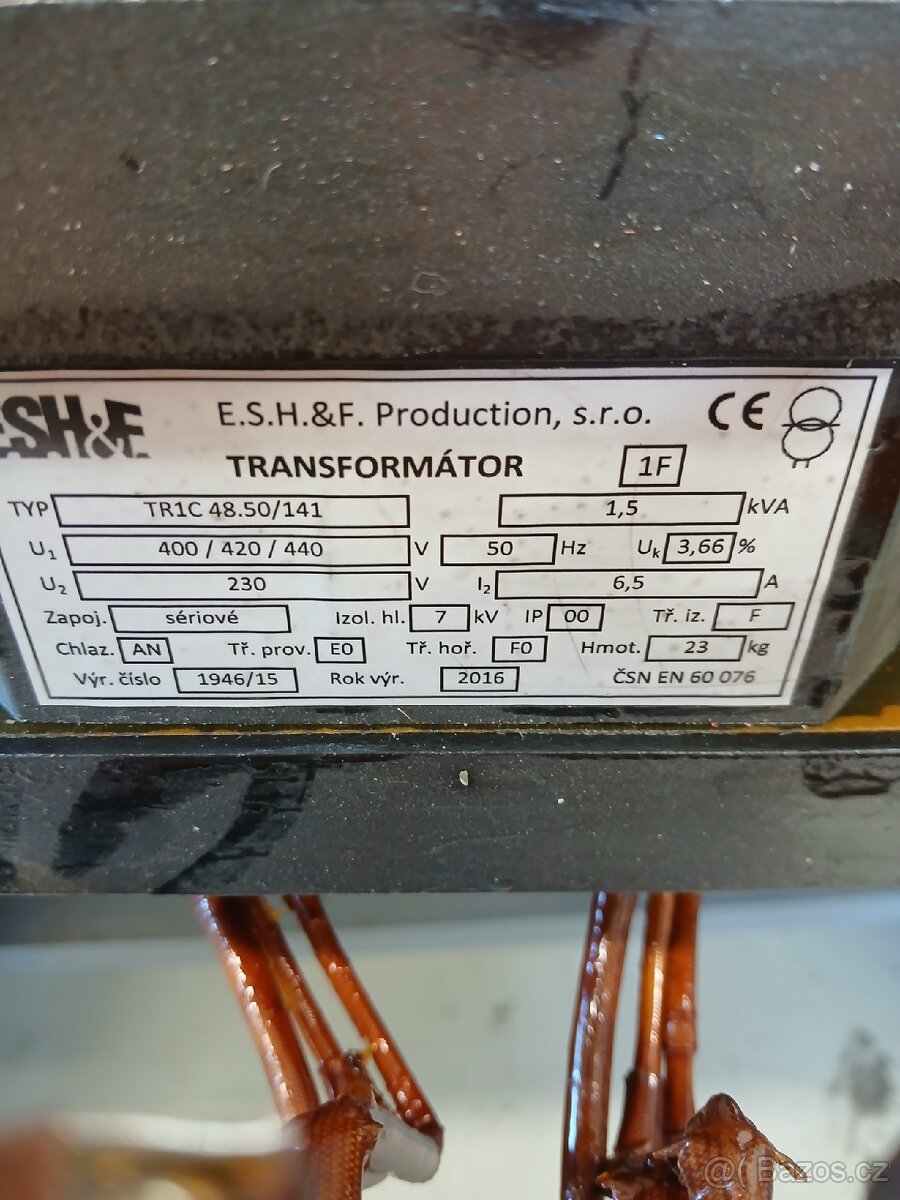 E.S.H.&F. Production, s.r.o. CE
ESH&F.
TRANSFORMÁTOR 1F
TYP TR1C 48.50/141 1,5 kVA
U₁ 400 / 420 / 440 V 50 Hz Uₖ 3,66 %
U₂ 230 V I₂ 6,5 A
Zapoj. sériové Izol. hl. 7 kV IP 00 Tř. iz. F
Chlaz. AN Tř. prov. E0 Tř. hoř. F0 Hmot. 23 kg
Výr. číslo 1946/15 Rok výr. 2016 ČSN EN 60 076
Bazos.cz